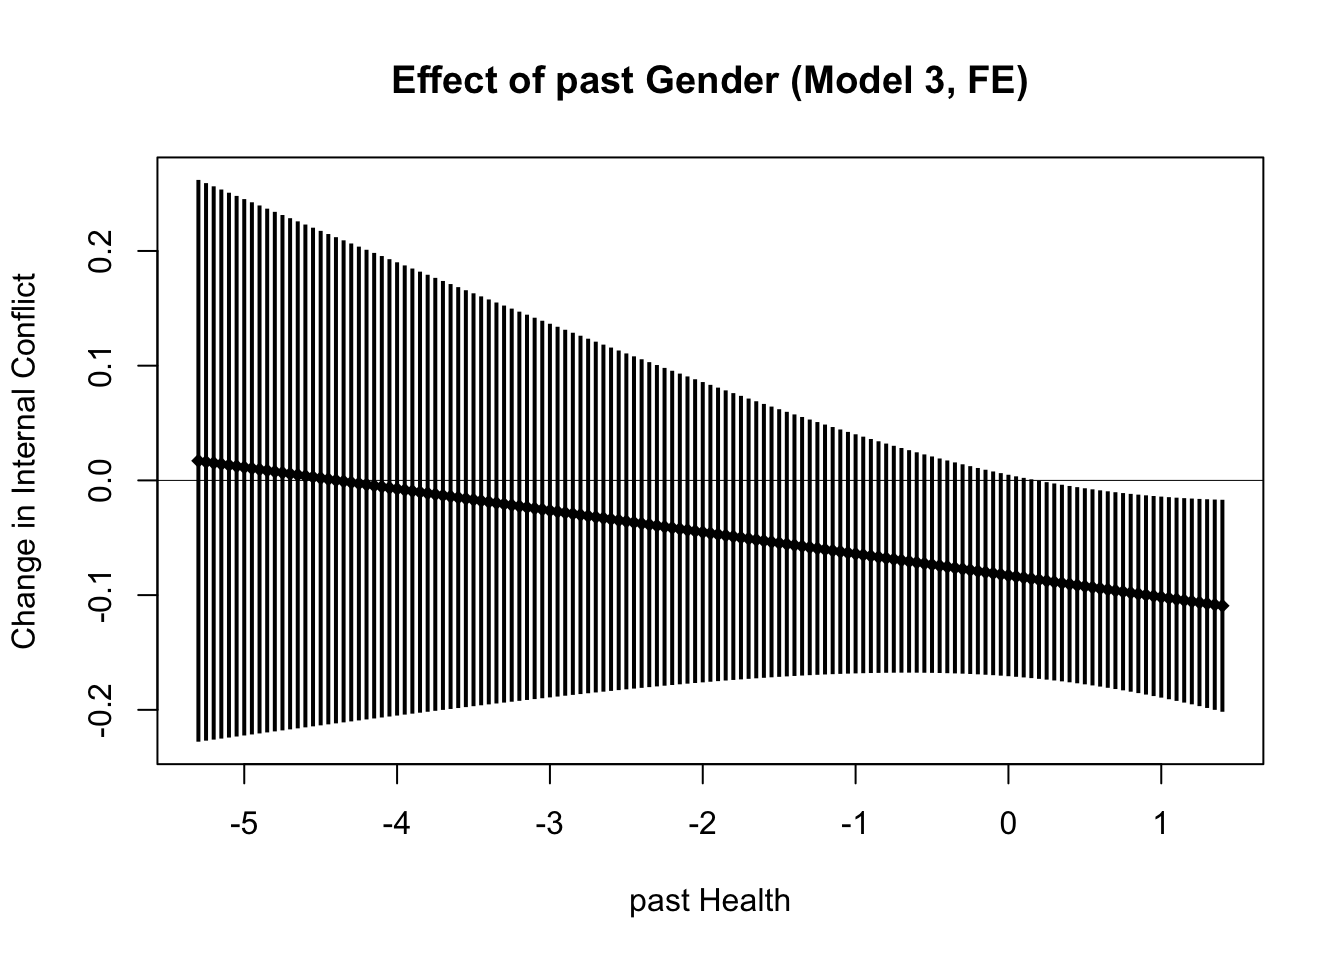 Effect of past Gender (Model 3, FE)
Change in Internal Conflict
0.2
0.1
0.0
-0.1
-0.2
-5 -4 -3 -2 -1 0 1
past Health